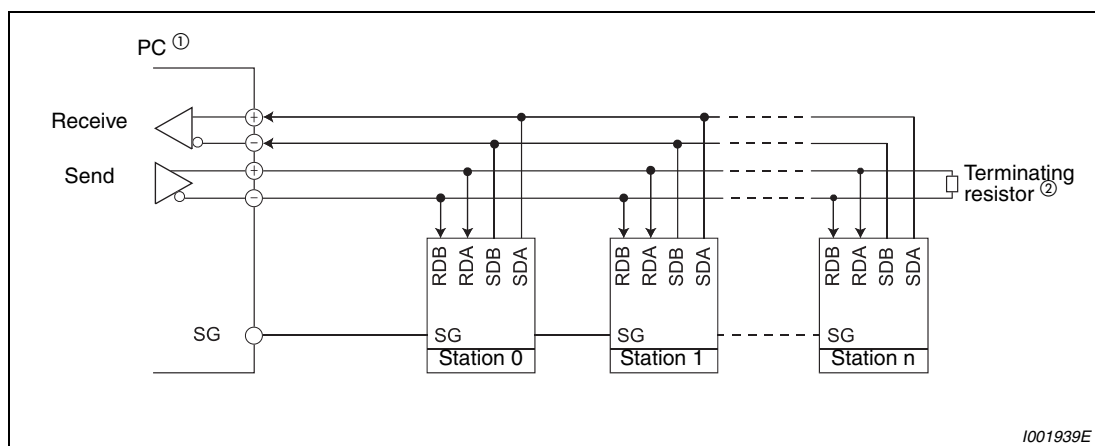 PC ①
Receive
+
−
Send
+
−
Terminating
resistor ②
RDB RDA SDB SDA
RDB RDA SDB SDA
RDB RDA SDB SDA
SG
SG
SG
SG
Station 0
Station 1
Station n
I001939E